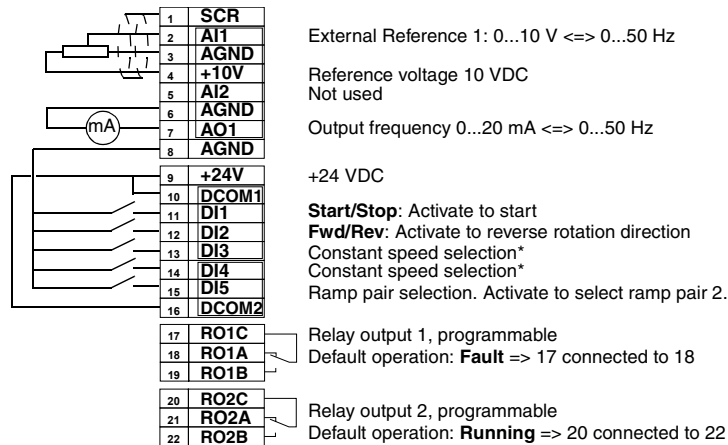 1 SCR
2 AI1 External Reference 1: 0...10 V <=> 0...50 Hz
3 AGND
4 +10V Reference voltage 10 VDC
5 AI2 Not used
6 AGND
mA
7 AO1 Output frequency 0...20 mA <=> 0...50 Hz
8 AGND
9 +24V +24 VDC
10 DCOM1
11 DI1 Start/Stop: Activate to start
12 DI2 Fwd/Rev: Activate to reverse rotation direction
13 DI3 Constant speed selection*
14 DI4 Constant speed selection*
15 DI5 Ramp pair selection. Activate to select ramp pair 2.
16 DCOM2
17 RO1C Relay output 1, programmable
18 RO1A Default operation: Fault => 17 connected to 18
19 RO1B
20 RO2C
21 RO2A Relay output 2, programmable
22 RO2B Default operation: Running => 20 connected to 22